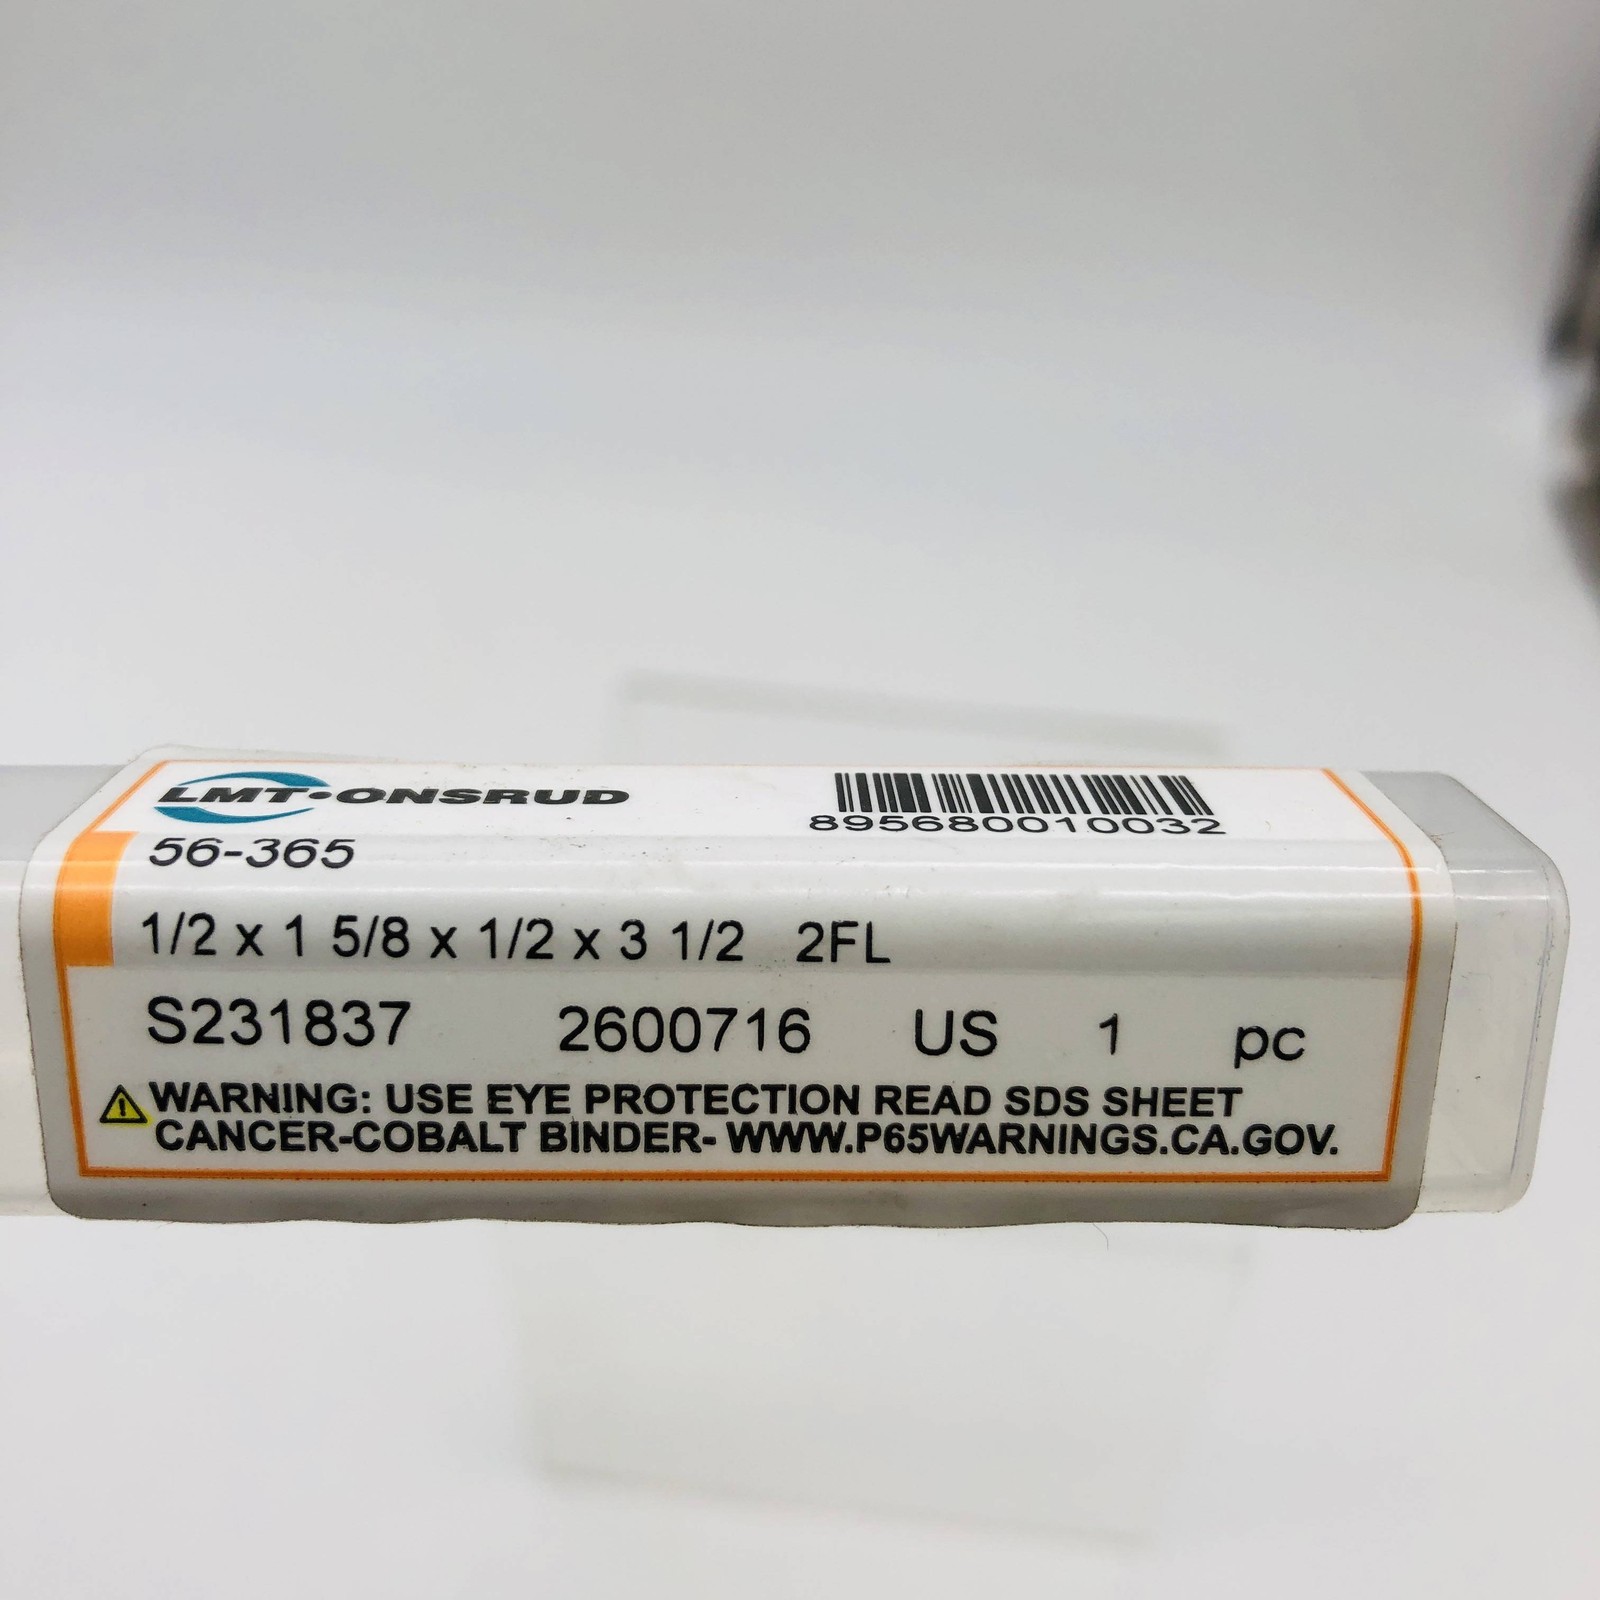 LMT•ONSRUD
895680010032
56-365
1/2 x 1 5/8 x 1/2 x 3 1/2 2FL
S231837 2600716 US 1 pc
WARNING: USE EYE PROTECTION READ SDS SHEET
CANCER-COBALT BINDER- WWW.P65WARNINGS.CA.GOV.